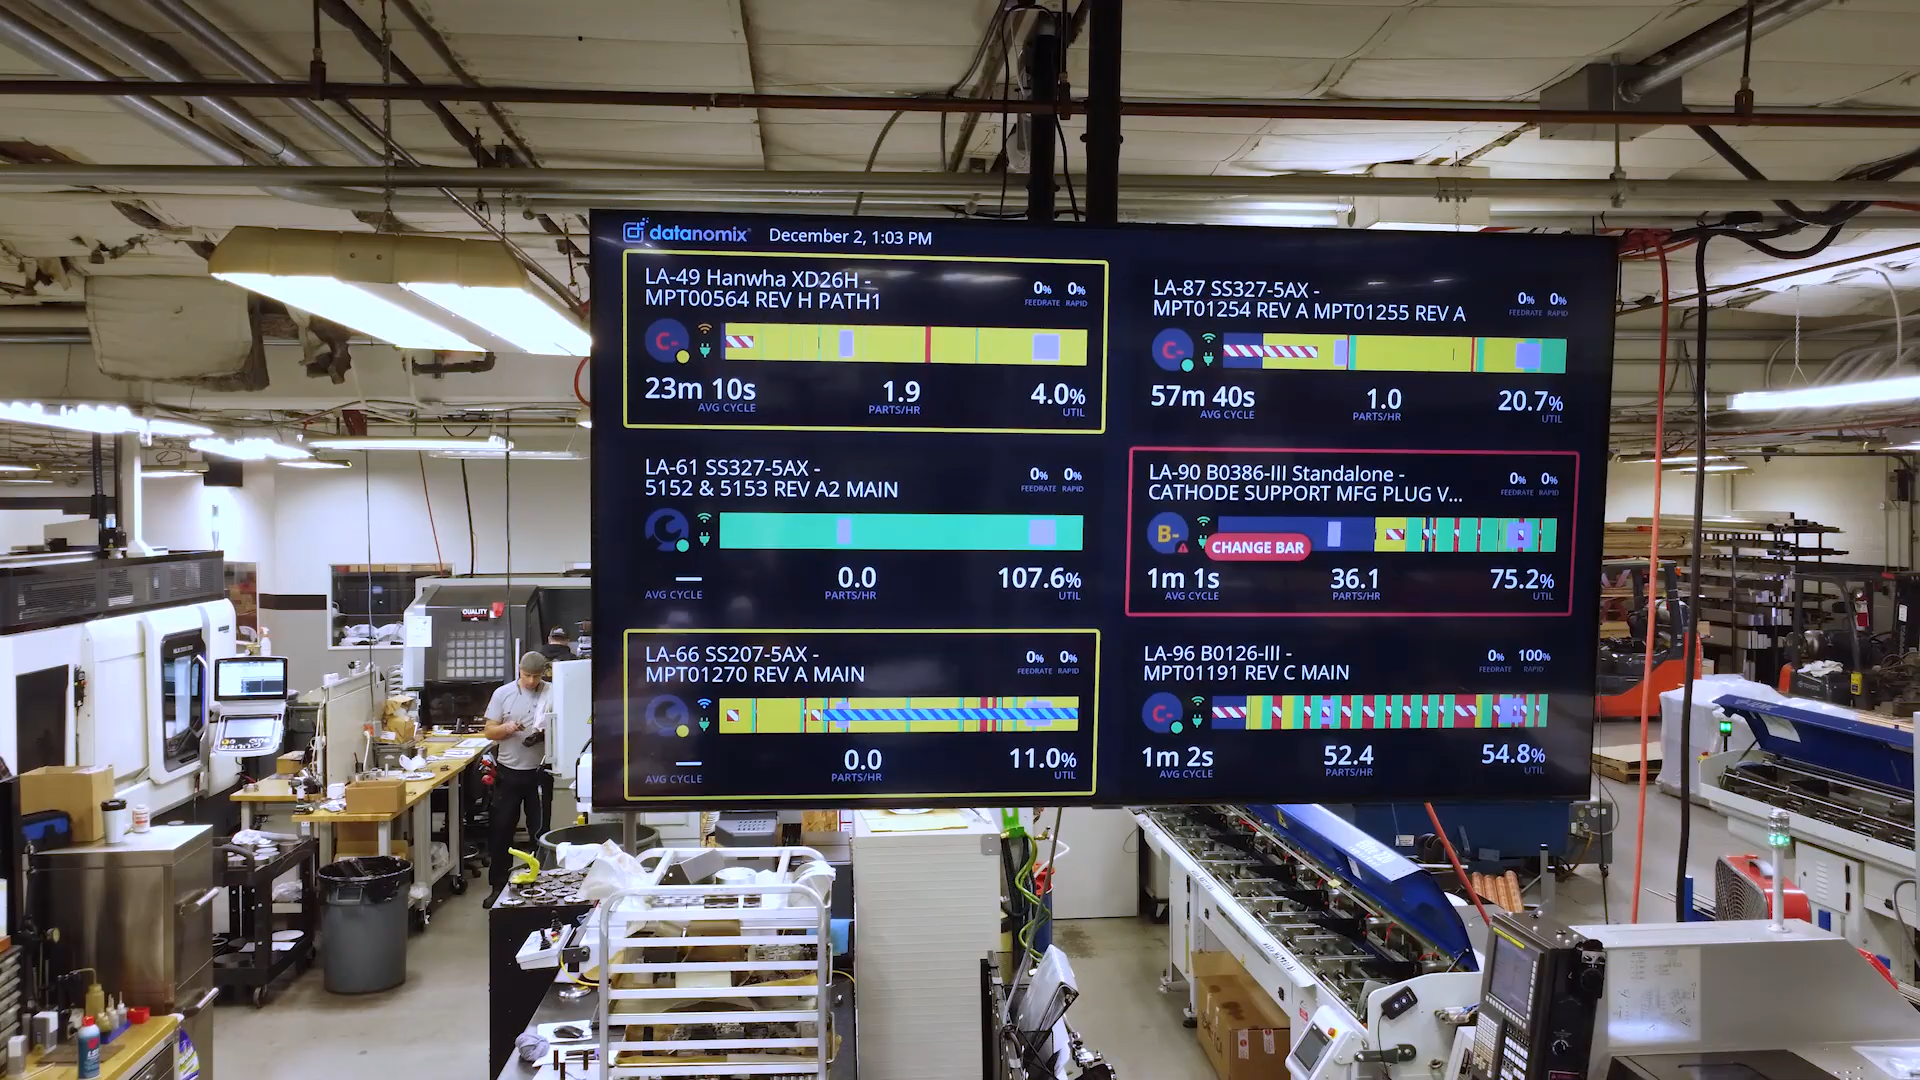 datanomix December 2, 1:03 PM
LA-49 Hanwha XD26H -
MPT00564 REV H PATH1
0% 0%
FEEDRATE RAPID
C-
23m 10s 1.9 4.0%
AVG CYCLE PARTS/HR UTIL
LA-61 SS327-5AX -
5152 & 5153 REV A2 MAIN
0% 0%
FEEDRATE RAPID
— 0.0 107.6%
AVG CYCLE PARTS/HR UTIL
LA-66 SS207-5AX -
MPT01270 REV A MAIN
0% 0%
FEEDRATE RAPID
— 0.0 11.0%
AVG CYCLE PARTS/HR UTIL
LA-87 SS327-5AX -
MPT01254 REV A MPT01255 REV A
0% 0%
FEEDRATE RAPID
C-
57m 40s 1.0 20.7%
AVG CYCLE PARTS/HR UTIL
LA-90 B0386-III Standalone -
CATHODE SUPPORT MFG PLUG V...
0% 0%
FEEDRATE RAPID
B-
CHANGE BAR
1m 1s 36.1 75.2%
AVG CYCLE PARTS/HR UTIL
LA-96 B0126-III -
MPT01191 REV C MAIN
0% 100%
FEEDRATE RAPID
C-
1m 2s 52.4 54.8%
AVG CYCLE PARTS/HR UTIL
QUALITY